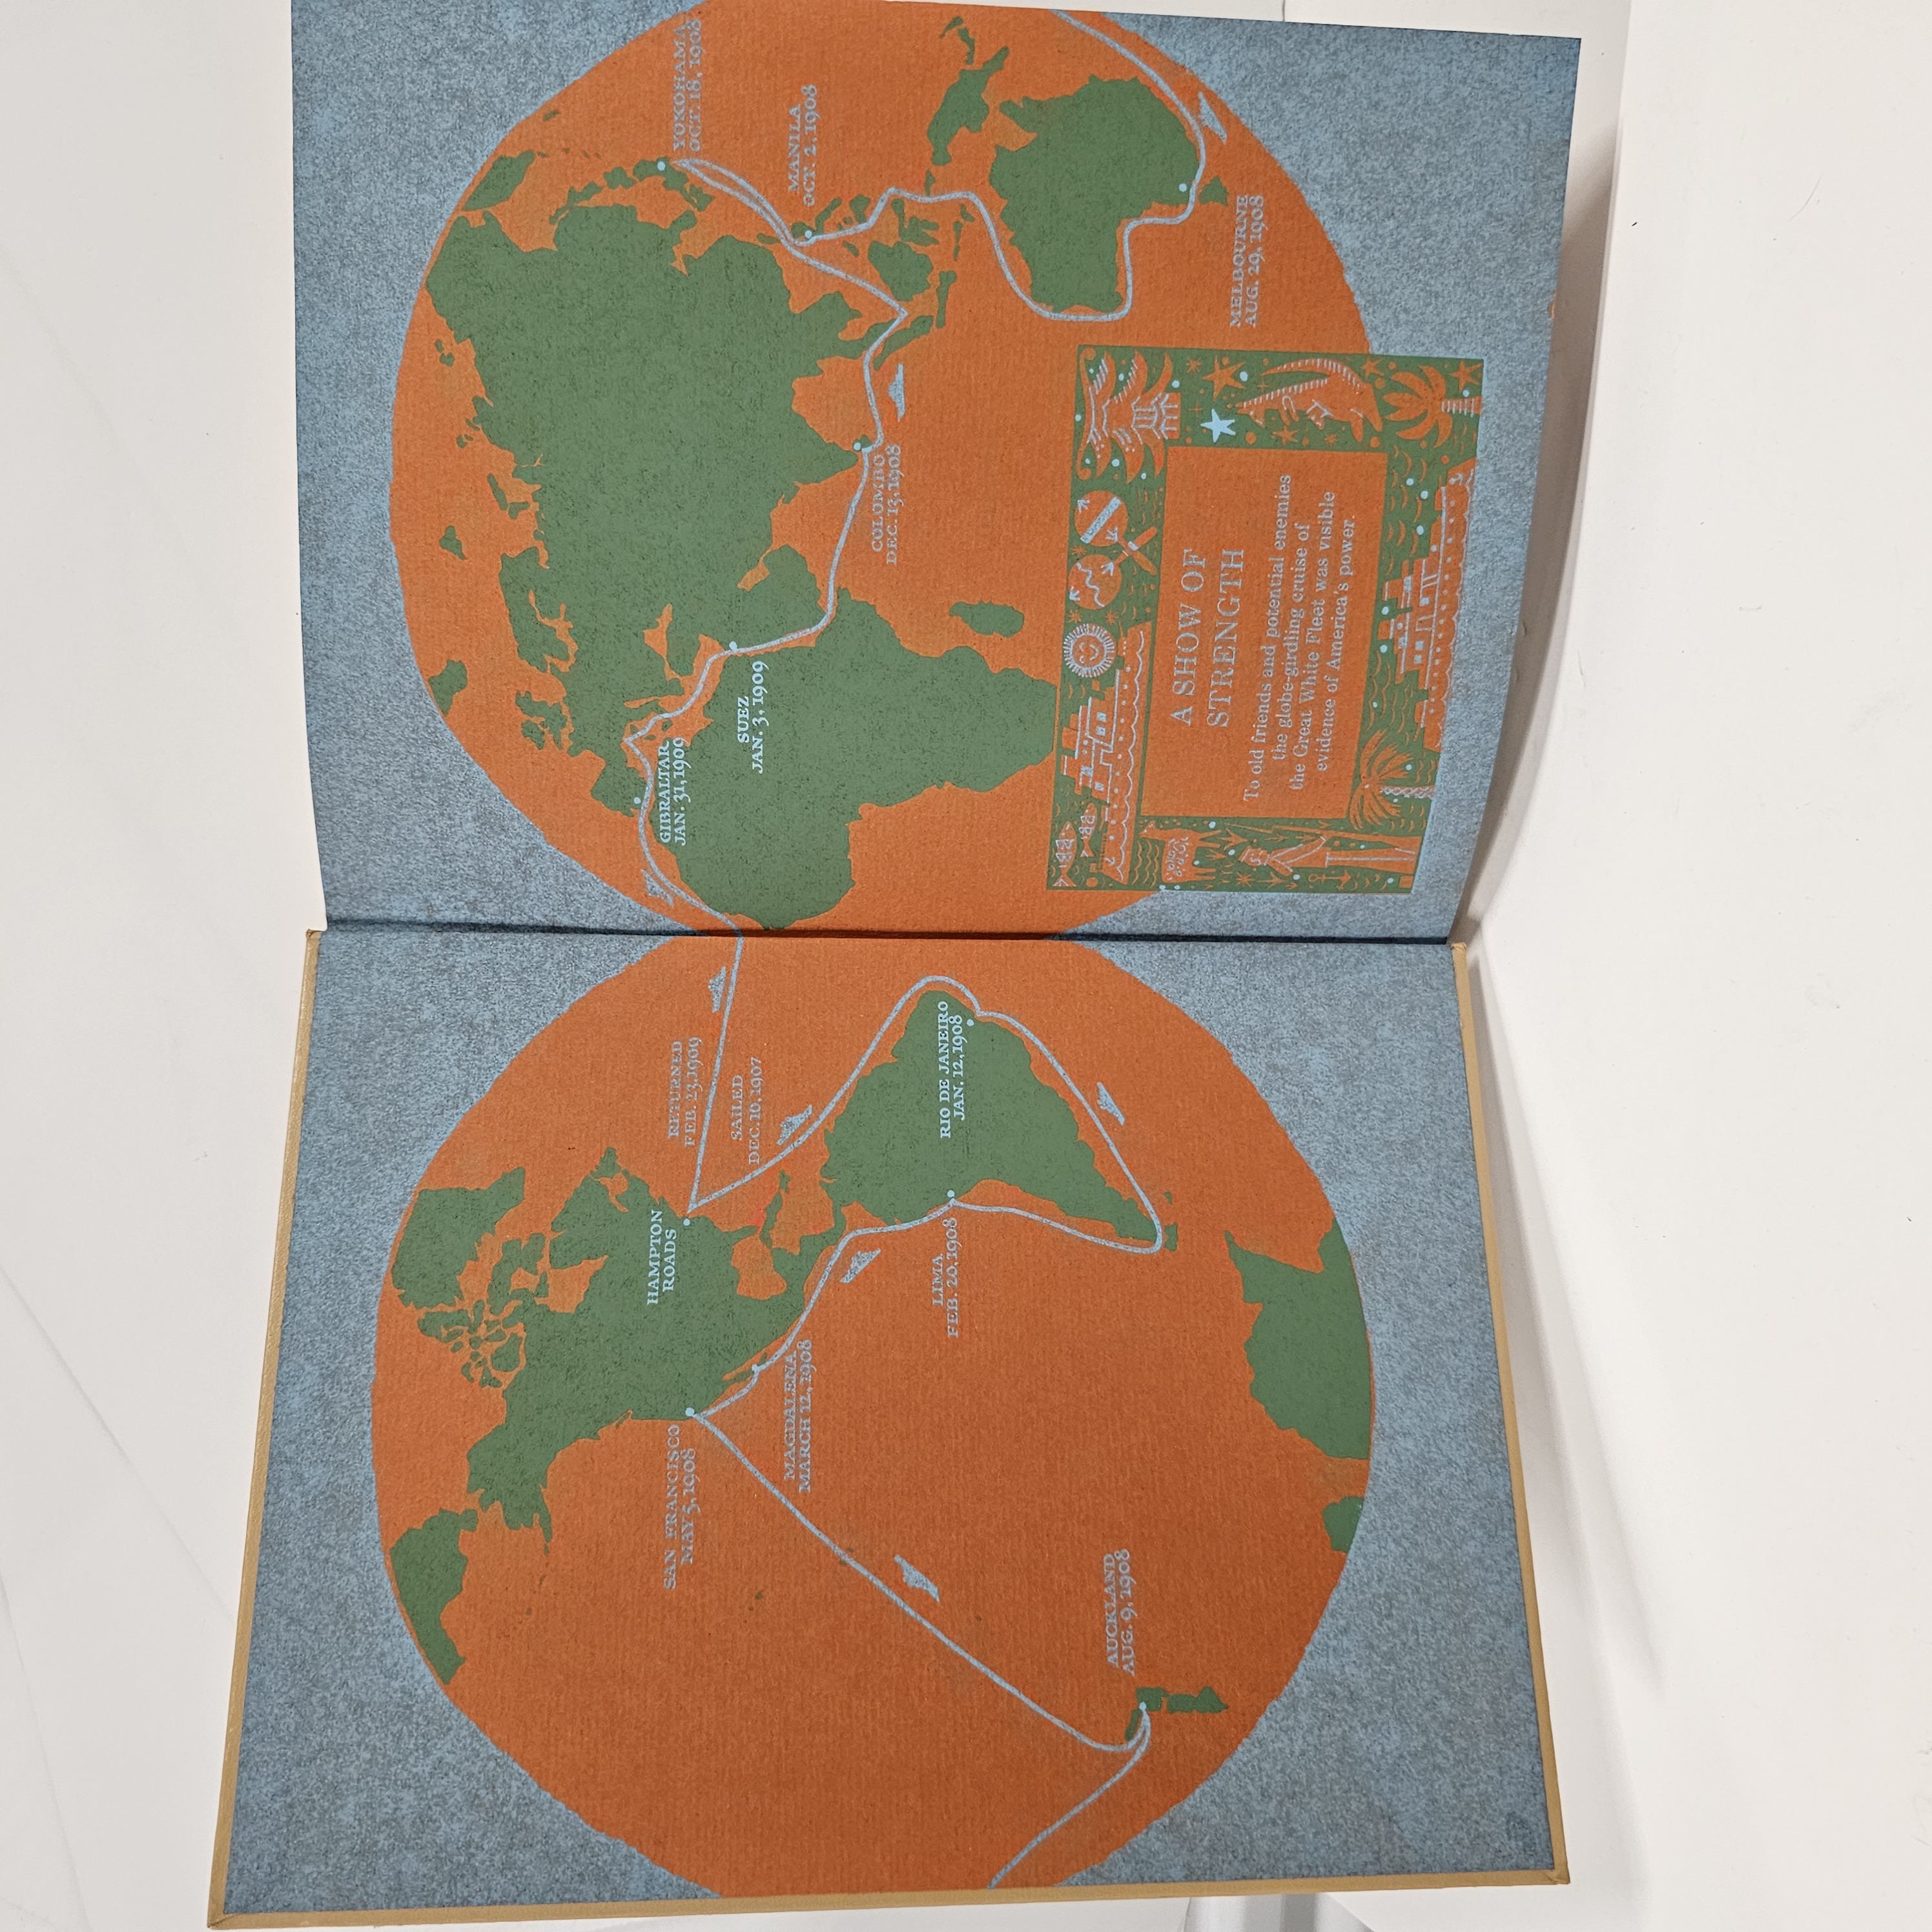 SAN FRANCISCO
MAY 5, 1908
HAMPTON
ROADS
RETURNED
FEB. 23, 1909
SAILED
DEC. 16, 1907
MAGDALENA
MARCH 12, 1908
LIMA
FEB. 20, 1908
RIO DE JANEIRO
JAN. 12, 1908
AUCKLAND
AUG. 9, 1908
GIBRALTAR
JAN. 31, 1909
SUEZ
JAN. 3, 1909
YOKOHAMA
OCT. 18, 1908
MANILA
OCT. 2, 1908
COLOMBO
DEC. 13, 1908
MELBOURNE
AUG. 29, 1908
A SHOW OF
STRENGTH
To old friends and potential enemies
the globe-girdling cruise of
the Great White Fleet was visible
evidence of America's power.